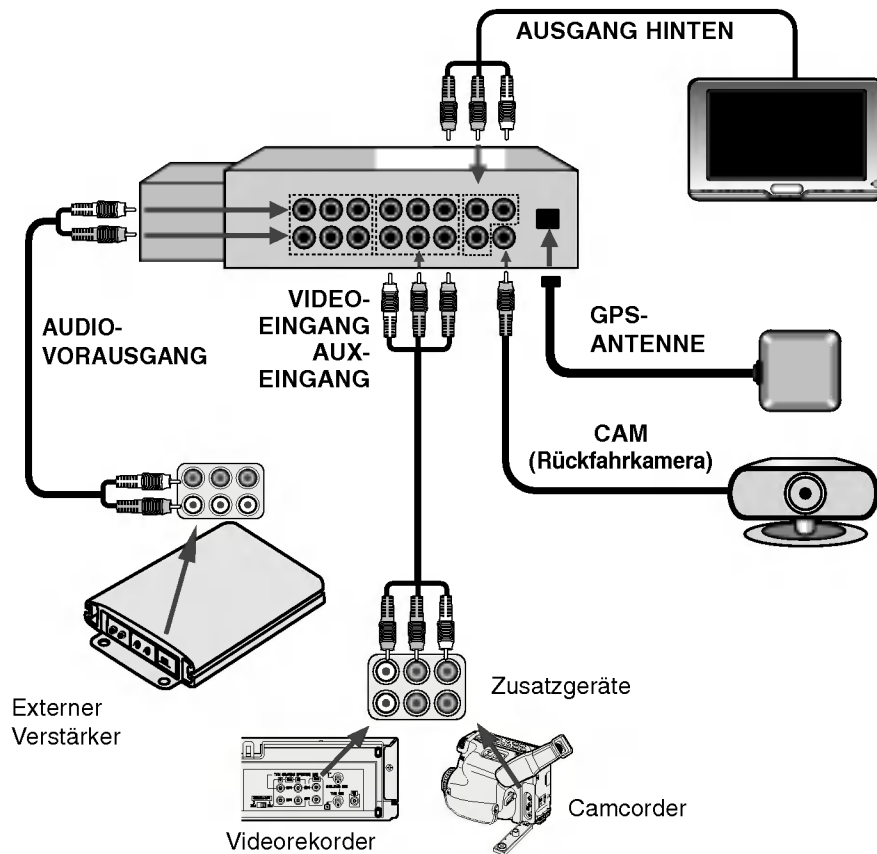 AUSGANG HINTEN
VIDEO-
EINGANG
AUX-
EINGANG
AUDIO-
VORAUSGANG
GPS-
ANTENNE
CAM
(Rückfahrkamera)
Externer
Verstärker
Zusatzgeräte
Camcorder
Videorekorder